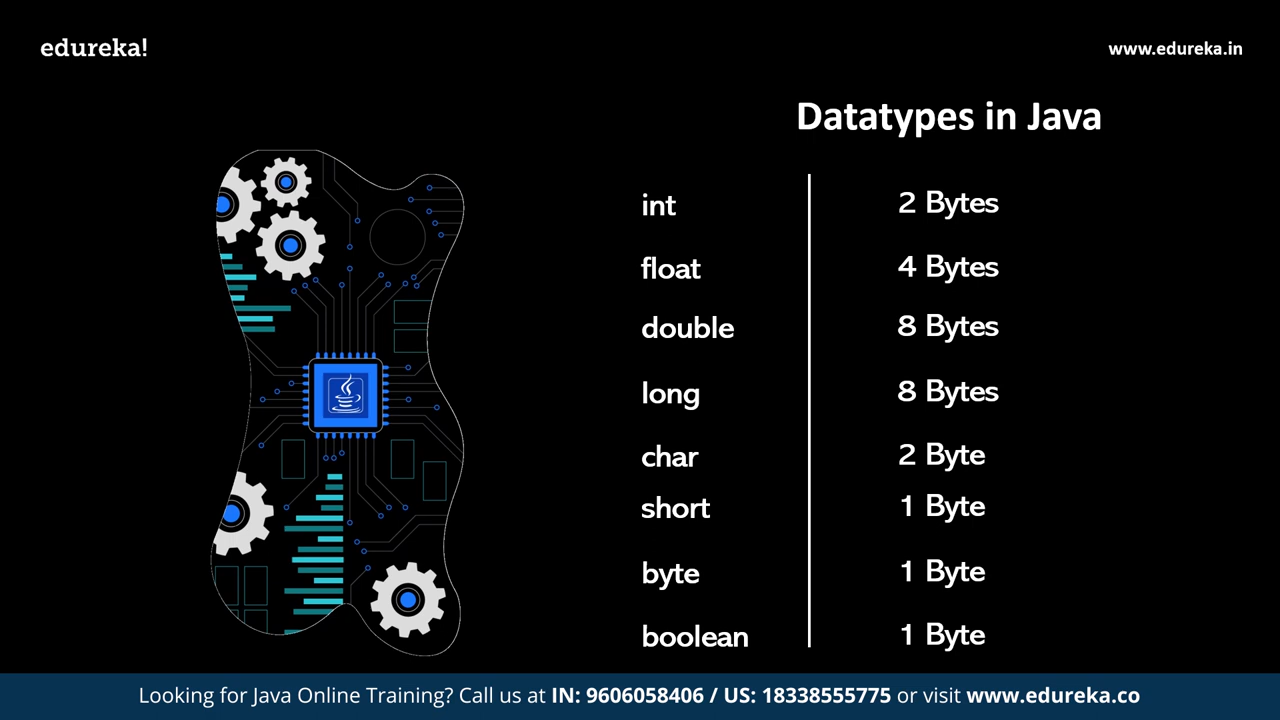 edureka!
www.edureka.in
Datatypes in Java
int 2 Bytes
float 4 Bytes
double 8 Bytes
long 8 Bytes
char 2 Byte
short 1 Byte
byte 1 Byte
boolean 1 Byte
Looking for Java Online Training? Call us at IN: 9606058406 / US: 18338555775 or visit www.edureka.co